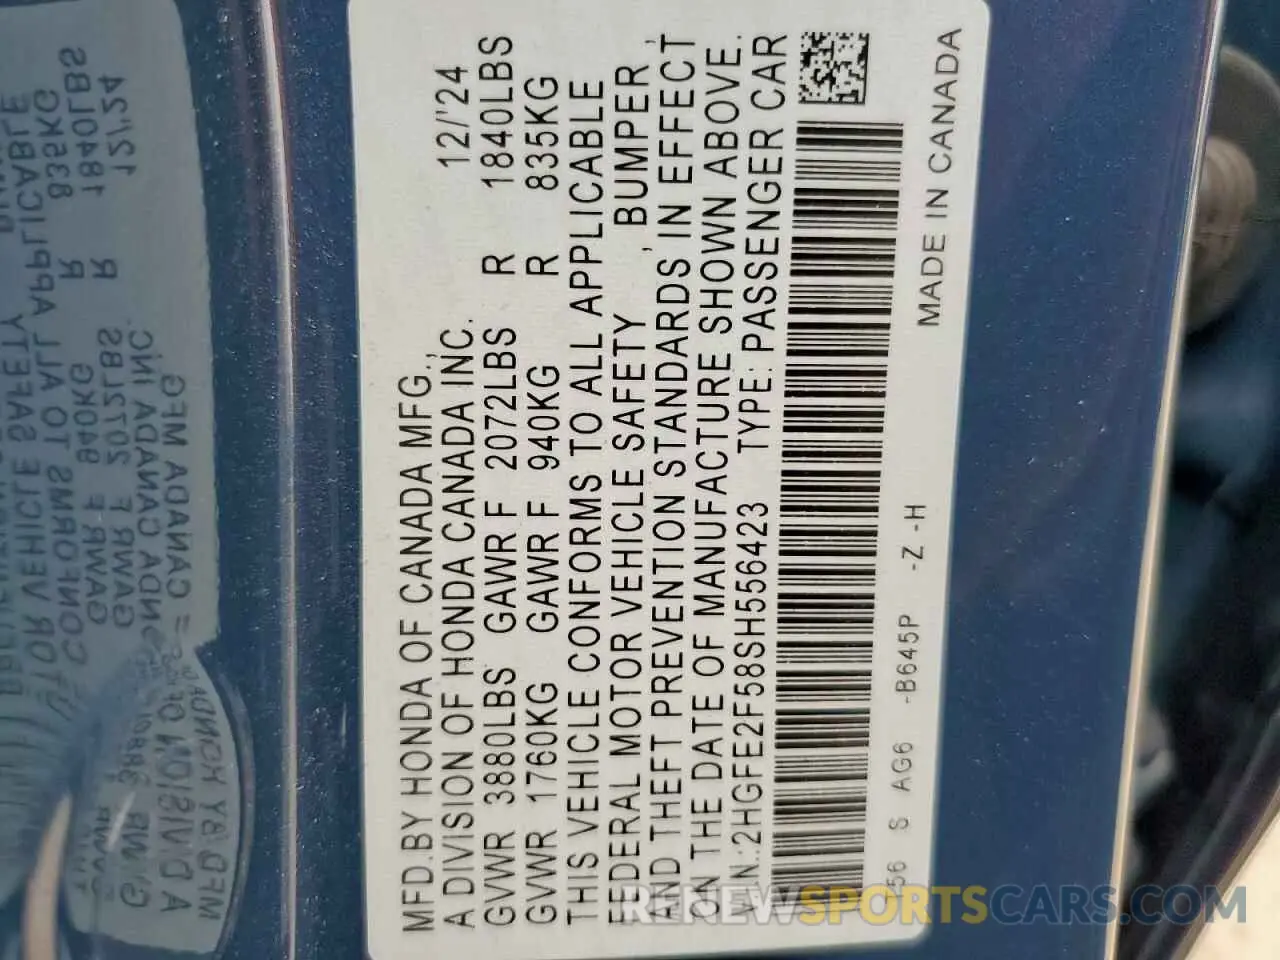 MFD.BY HONDA OF CANADA MFG., 12/'24
A DIVISION OF HONDA CANADA INC.
GVWR 3880LBS GAWR F 2072LBS R 1840LBS
GVWR 1760KG GAWR F 940KG R 835KG
THIS VEHICLE CONFORMS TO ALL APPLICABLE
FEDERAL MOTOR VEHICLE SAFETY , BUMPER ,
AND THEFT PREVENTION STANDARDS IN EFFECT
ON THE DATE OF MANUFACTURE SHOWN ABOVE.
V.I.N.:2HGFE2F58SH556423 TYPE: PASSENGER CAR
S AG6 -B645P -Z -H
MADE IN CANADA
RENEWSPORTSCARS.COM